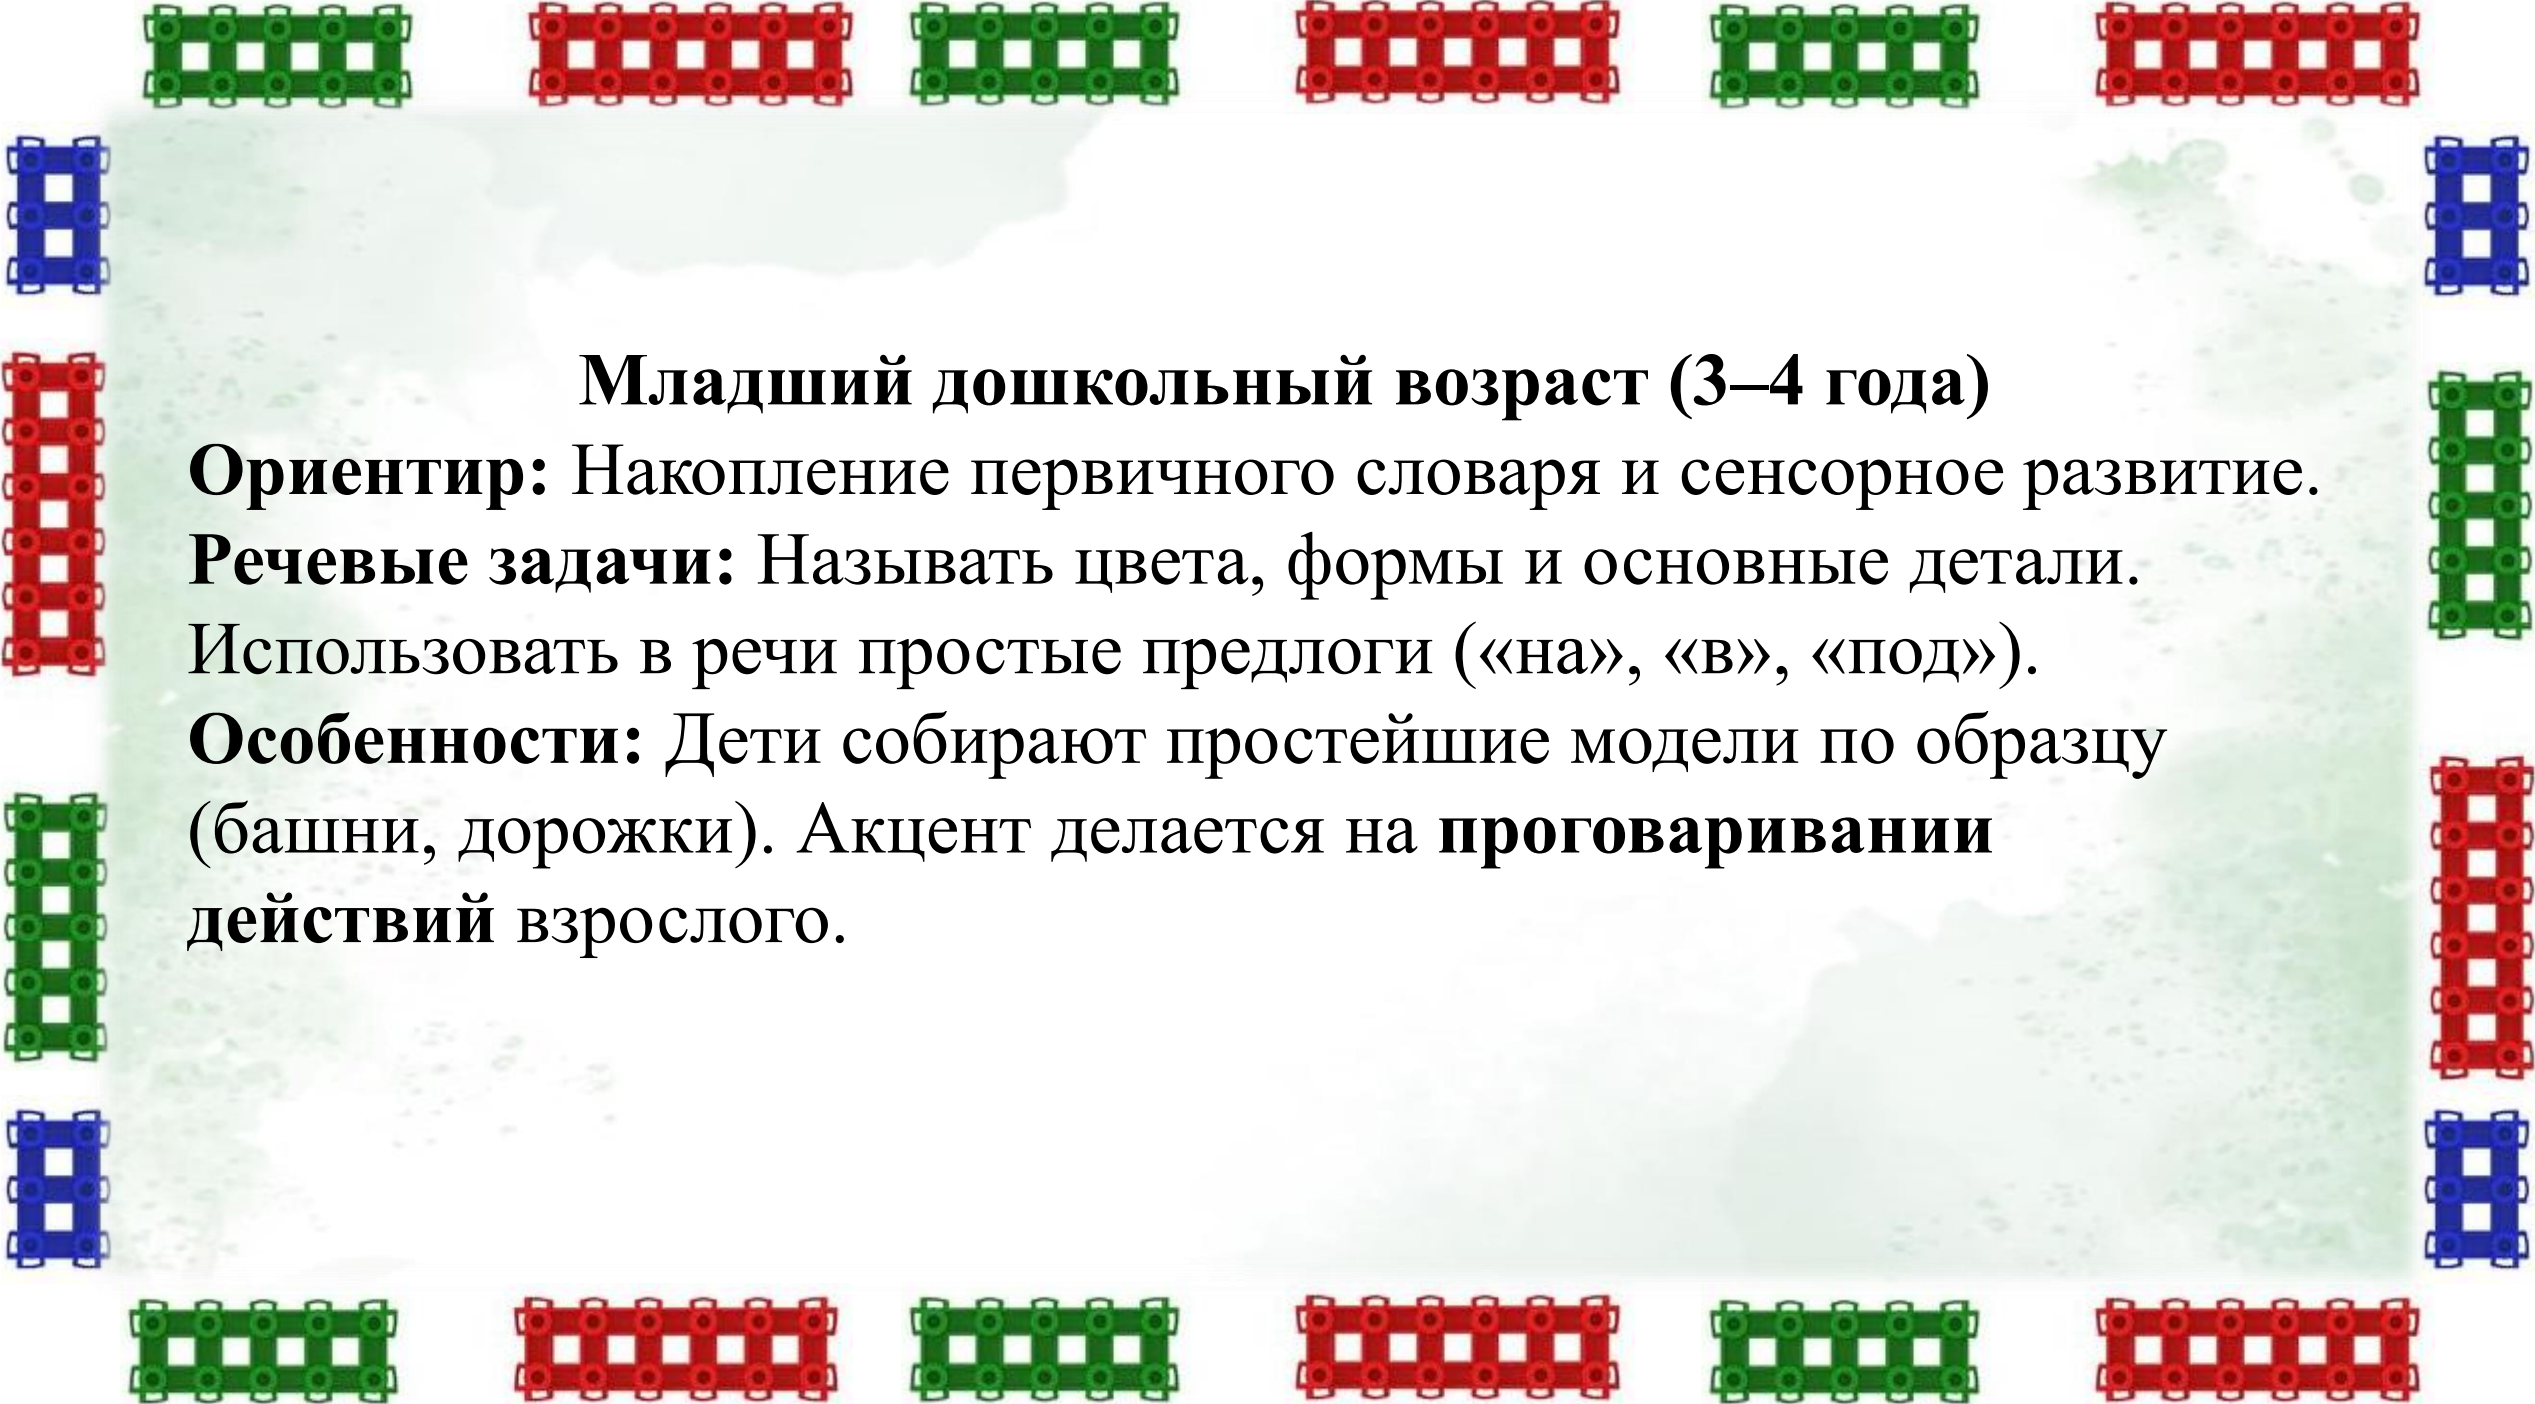 Младший дошкольный возраст (3–4 года)
Ориентир: Накопление первичного словаря и сенсорное развитие.
Речевые задачи: Называть цвета, формы и основные детали.
Использовать в речи простые предлоги («на», «в», «под»).
Особенности: Дети собирают простейшие модели по образцу
(башни, дорожки). Акцент делается на проговаривании
действий взрослого.